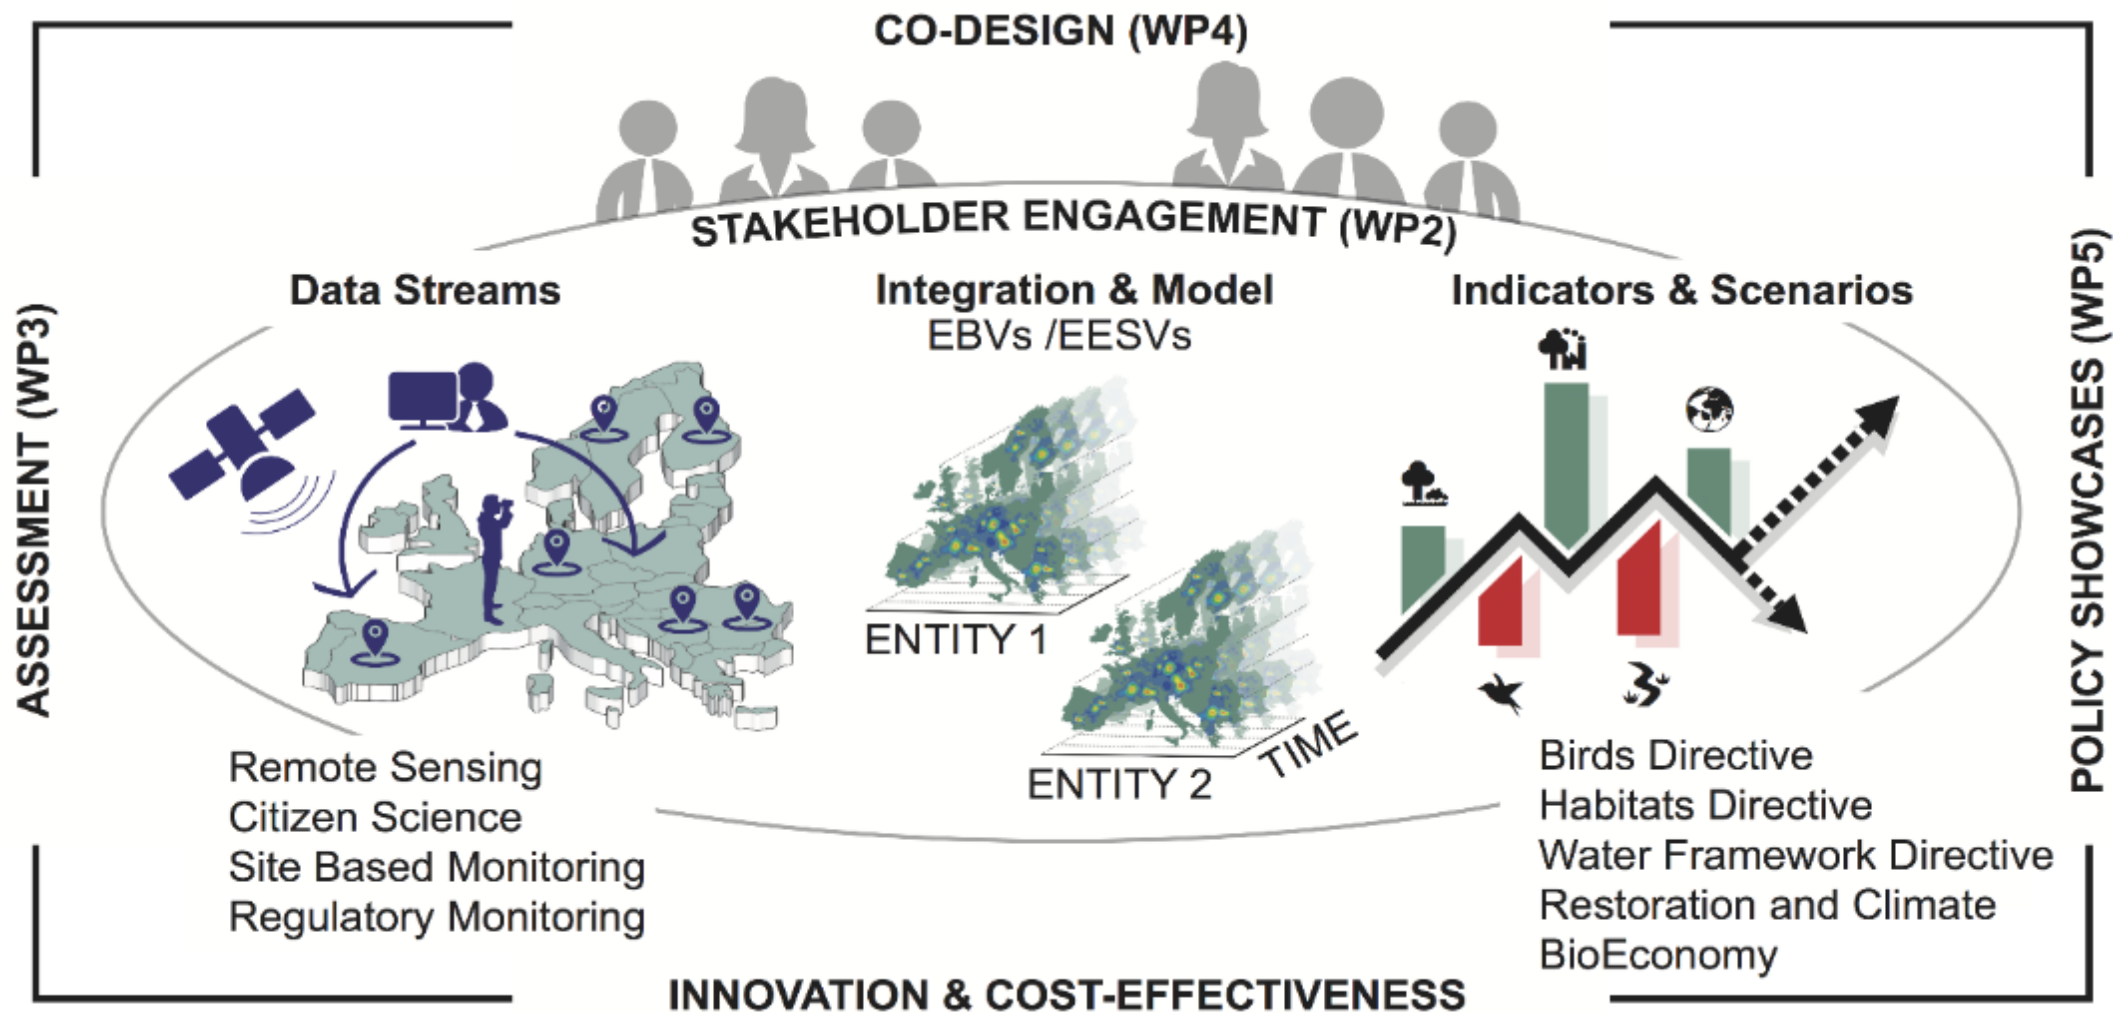 CO-DESIGN (WP4)
STAKEHOLDER ENGAGEMENT (WP2)
ASSESSMENT (WP3)
Data Streams
Remote Sensing
Citizen Science
Site Based Monitoring
Regulatory Monitoring
Integration & Model
EBVs /EESVs
ENTITY 1
ENTITY 2
TIME
Indicators & Scenarios
Birds Directive
Habitats Directive
Water Framework Directive
Restoration and Climate
BioEconomy
POLICY SHOWCASES (WP5)
INNOVATION & COST-EFFECTIVENESS